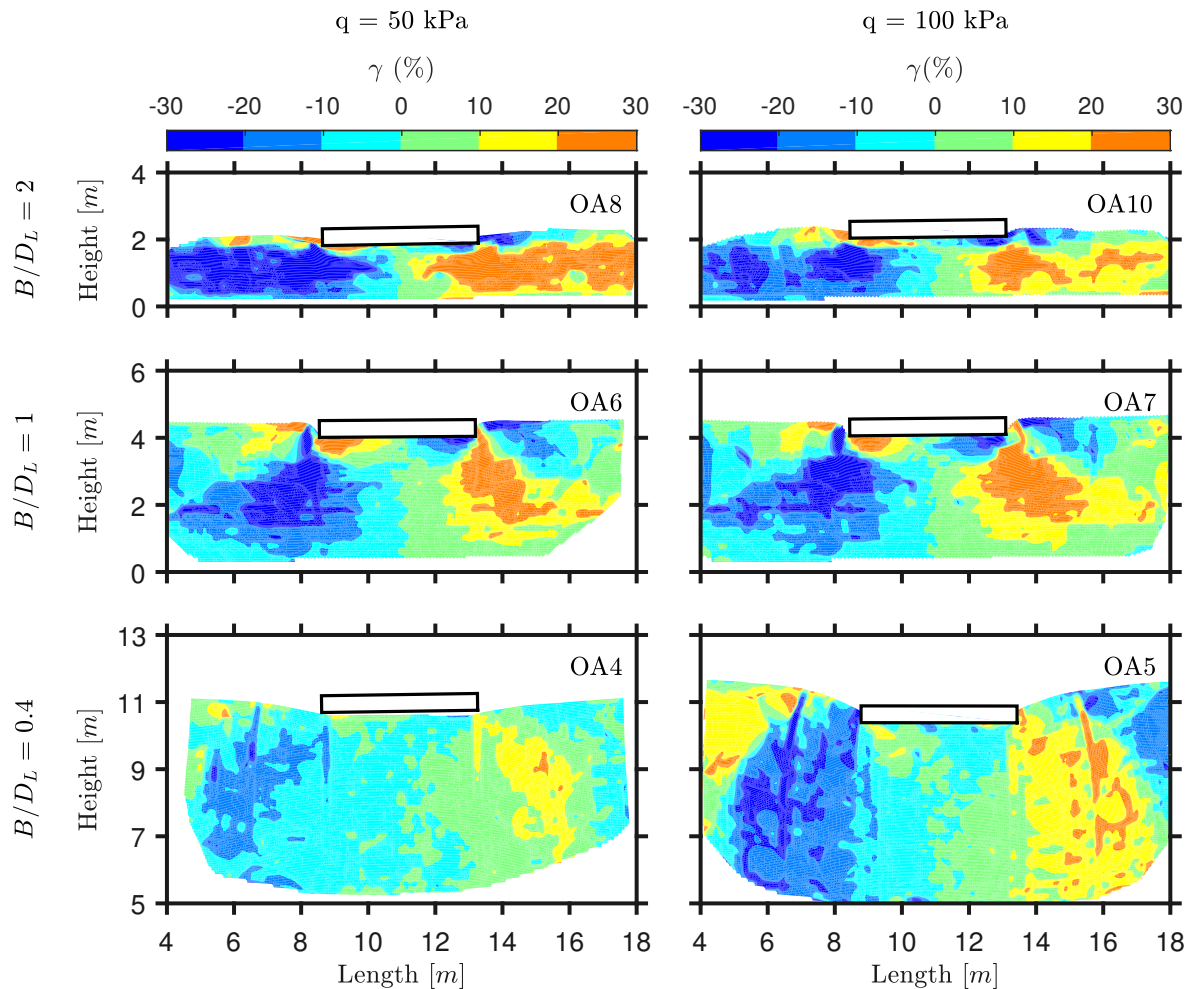 q = 50 kPa
q = 100 kPa
γ (%)
γ(%)
-30 -20 -10 0 10 20 30
-30 -20 -10 0 10 20 30
B/D_L = 2
Height [m]
4
2
0
OA8
OA10
B/D_L = 1
Height [m]
6
4
2
0
OA6
OA7
B/D_L = 0.4
Height [m]
13
11
9
7
5
OA4
OA5
4 6 8 10 12 14 16 18
4 6 8 10 12 14 16 18
Length [m]
Length [m]